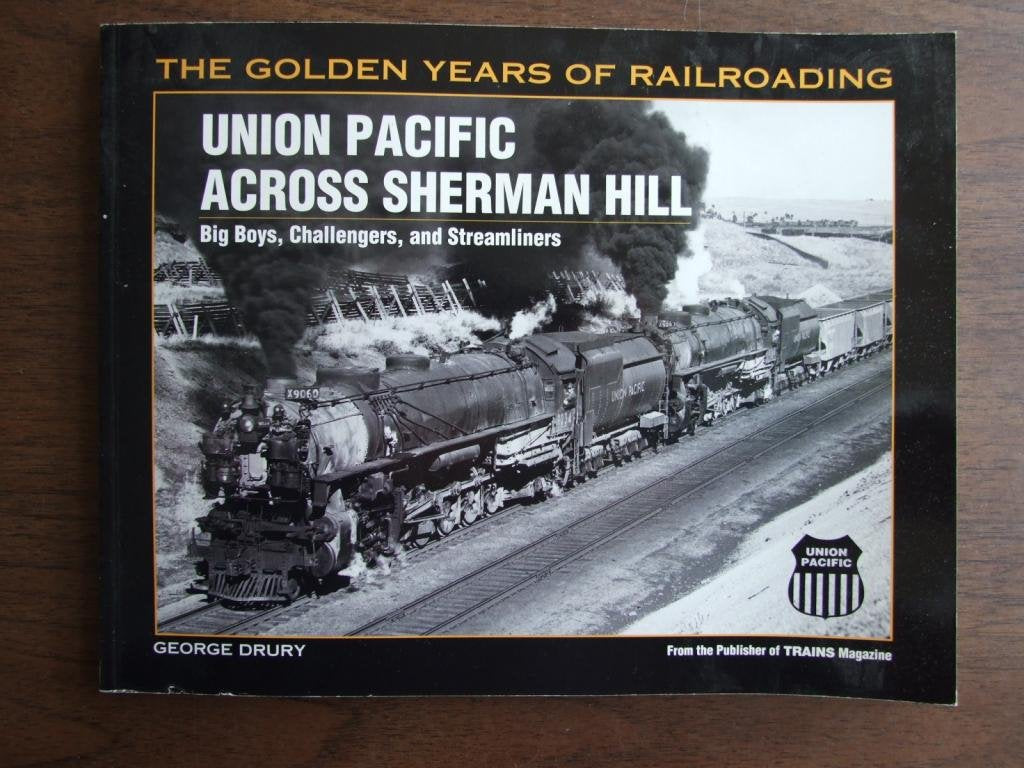 THE GOLDEN YEARS OF RAILROADING
UNION PACIFIC
ACROSS SHERMAN HILL
Big Boys, Challengers, and Streamliners
X9060
UNION PACIFIC
UNION
PACIFIC
GEORGE DRURY
From the Publisher of TRAINS Magazine